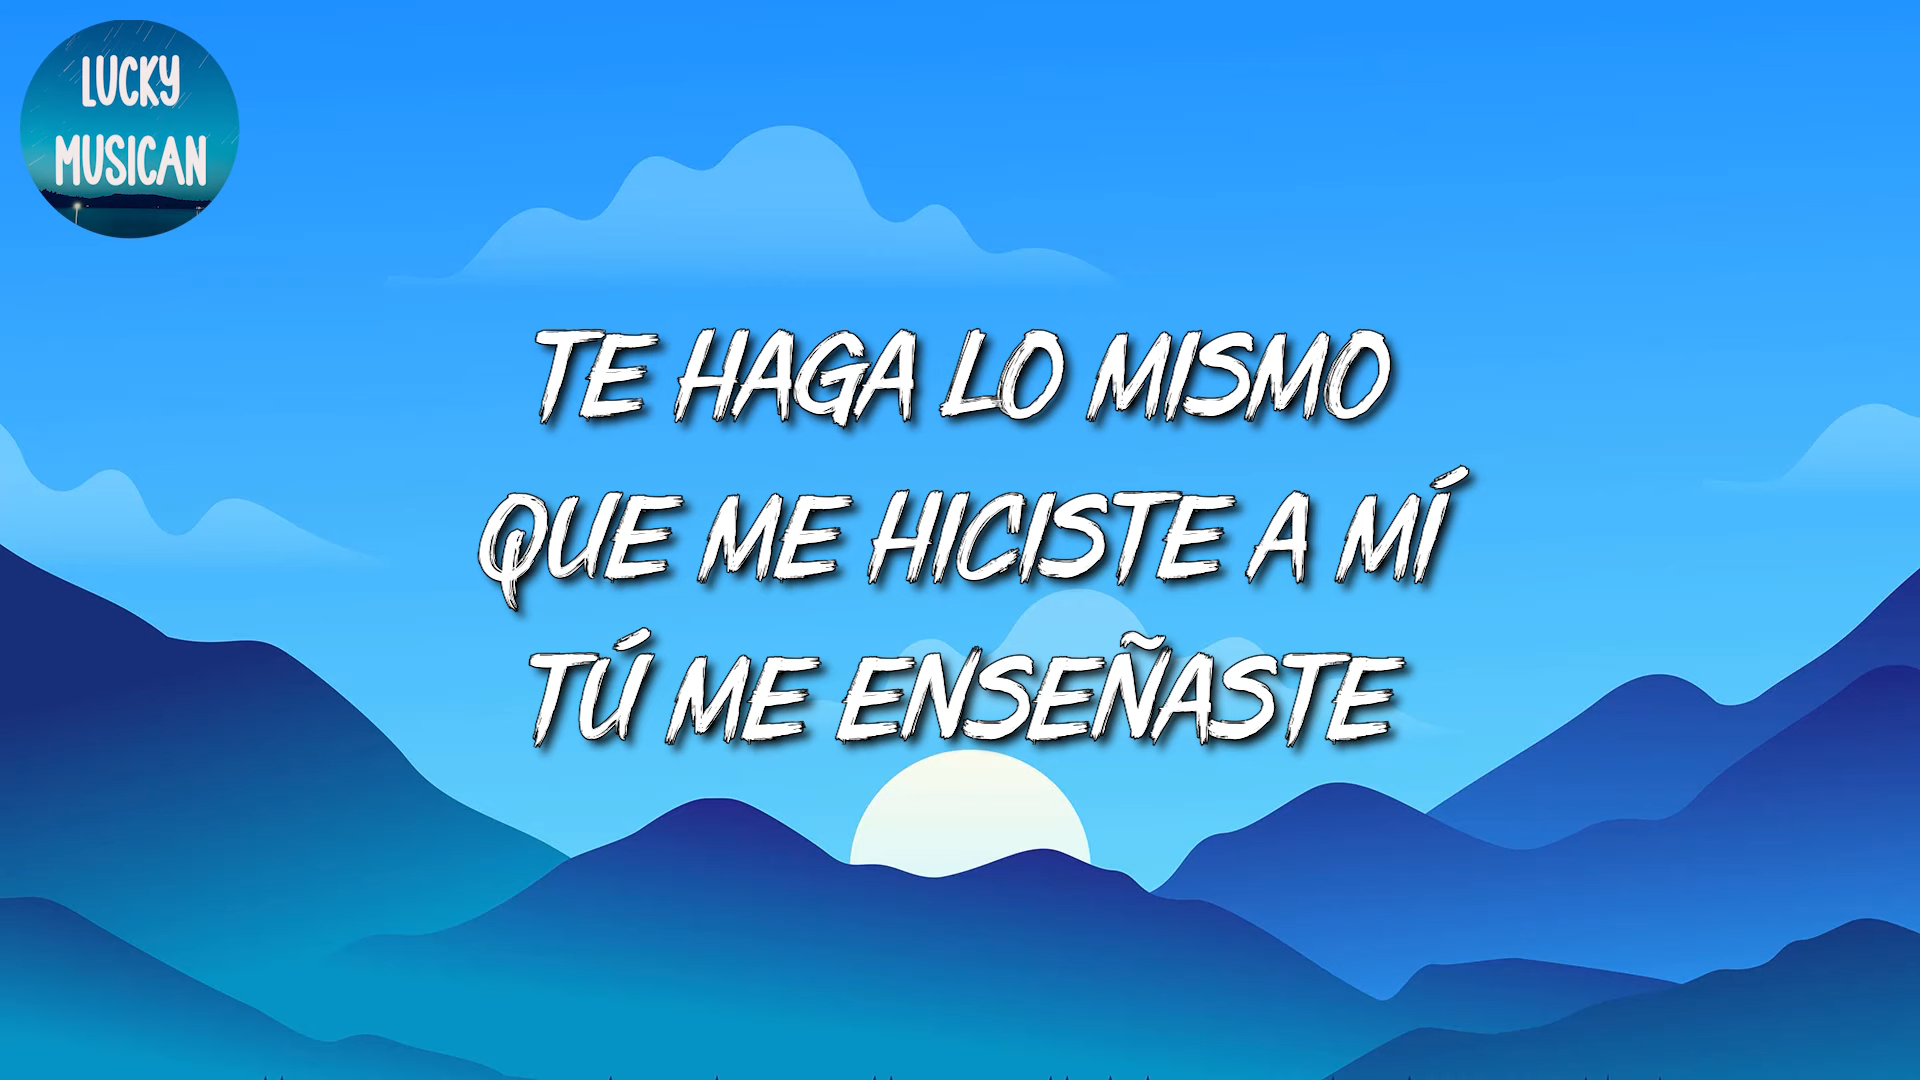 LUCKY
MUSICAN
TE HAGA LO MISMO
QUE ME HICISTE A MÍ
TÚ ME ENSEÑASTE